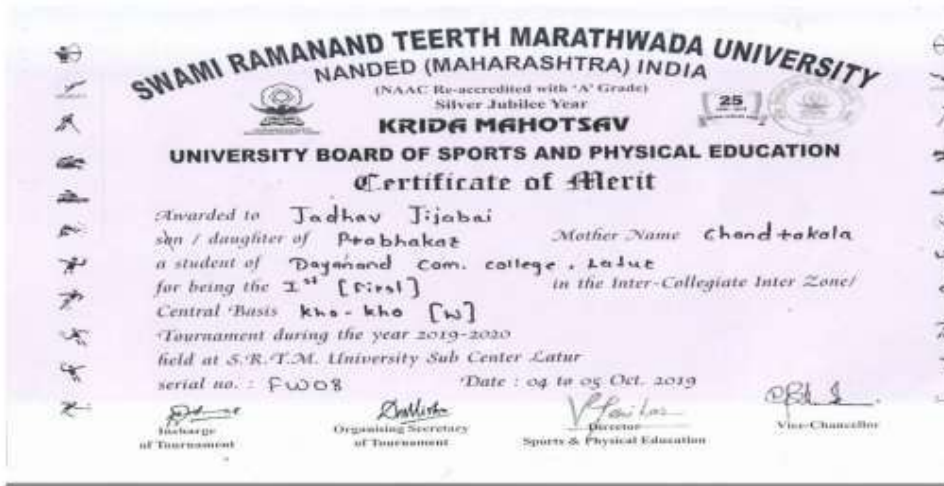 SWAMI RAMANAND TEERTH MARATHWADA UNIVERSITY
NANDED (MAHARASHTRA) INDIA
(NAAC Re-accredited with 'A' Grade)
Silver Jubilee Year
25
KRIDA MAHOTSAV
UNIVERSITY BOARD OF SPORTS AND PHYSICAL EDUCATION
Certificate of Merit
Awarded to Jadhav Jijabai
son / daughter of Prabhakar Mother Name Chandrakala
a student of Dayanand Com. college, Latur
for being the Ist [First] in the Inter-Collegiate Inter Zone/
Central Basis kho-kho [W]
Tournament during the year 2019-2020
held at S.R.T.M. University Sub Center Latur
serial no. : FW08 Date : 04 to 05 Oct. 2019
Incharge Organising Secretary Director Vice-Chancellor
of Tournament of Tournament Sports & Physical Education